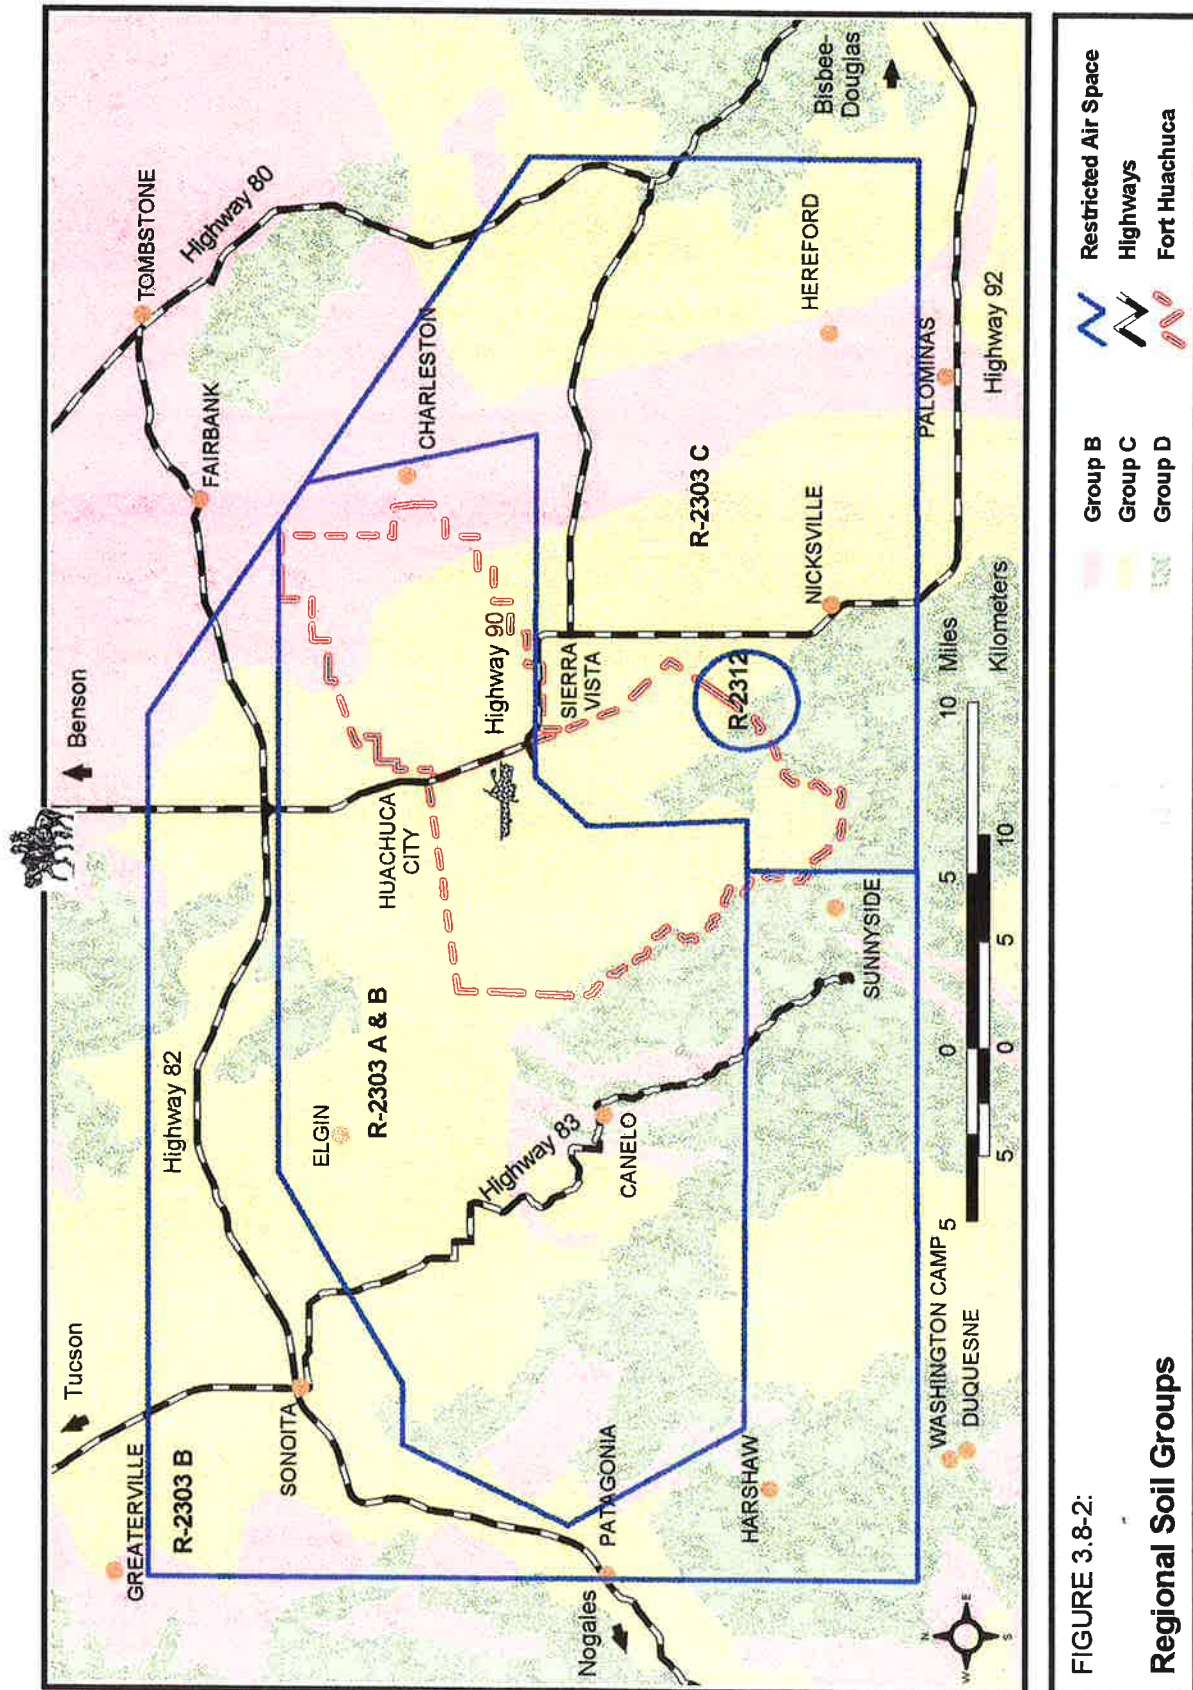 Tucson
Benson
GREATERVILLE
R-2303 B
SONOITA
Highway 82
FAIRBANK
TOMBSTONE
Highway 80
ELGIN
R-2303 A & B
HUACHUCA
CITY
CHARLESTON
Highway 90
Highway 83
CANELO
SIERRA
VISTA
Nogales
PATAGONIA
HARSHAW
R-2312
R-2303 C
NICKSVILLE
HEREFORD
Bisbee-
Douglas
SUNNYSIDE
PALOMINAS
Highway 92
WASHINGTON CAMP
DUQUESNE
N
W
E
S
5 0 5 10 Miles
5 0 5 10 Kilometers
FIGURE 3.8-2:
Regional Soil Groups
Group B
Group C
Group D
Restricted Air Space
Highways
Fort Huachuca